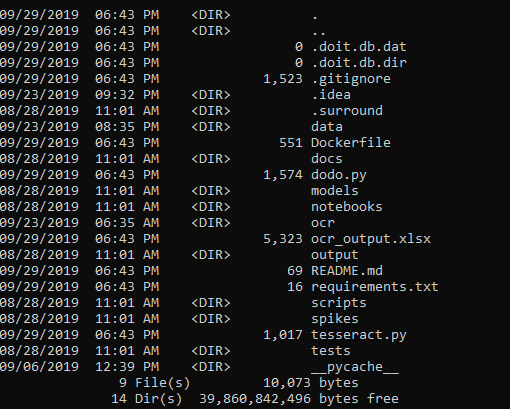 09/29/2019  06:43 PM    <DIR>          .
09/29/2019  06:43 PM    <DIR>          ..
09/29/2019  06:43 PM                 0 .doit.db.dat
09/29/2019  06:43 PM                 0 .doit.db.dir
09/29/2019  06:43 PM             1,523 .gitignore
09/23/2019  09:32 PM    <DIR>          .idea
08/28/2019  11:01 AM    <DIR>          .surround
09/23/2019  08:35 PM    <DIR>          data
09/29/2019  06:43 PM               551 Dockerfile
08/28/2019  11:01 AM    <DIR>          docs
09/29/2019  06:43 PM             1,574 dodo.py
08/28/2019  11:01 AM    <DIR>          models
08/28/2019  11:01 AM    <DIR>          notebooks
09/23/2019  06:35 AM    <DIR>          ocr
09/29/2019  06:43 PM             5,323 ocr_output.xlsx
08/28/2019  11:01 AM    <DIR>          output
09/29/2019  06:43 PM                69 README.md
09/29/2019  06:43 PM                16 requirements.txt
08/28/2019  11:01 AM    <DIR>          scripts
08/28/2019  11:01 AM    <DIR>          spikes
09/29/2019  06:43 PM             1,017 tesseract.py
08/28/2019  11:01 AM    <DIR>          tests
09/06/2019  12:39 PM    <DIR>          __pycache__
9 File(s)         10,073 bytes
14 Dir(s)  39,860,842,496 bytes free